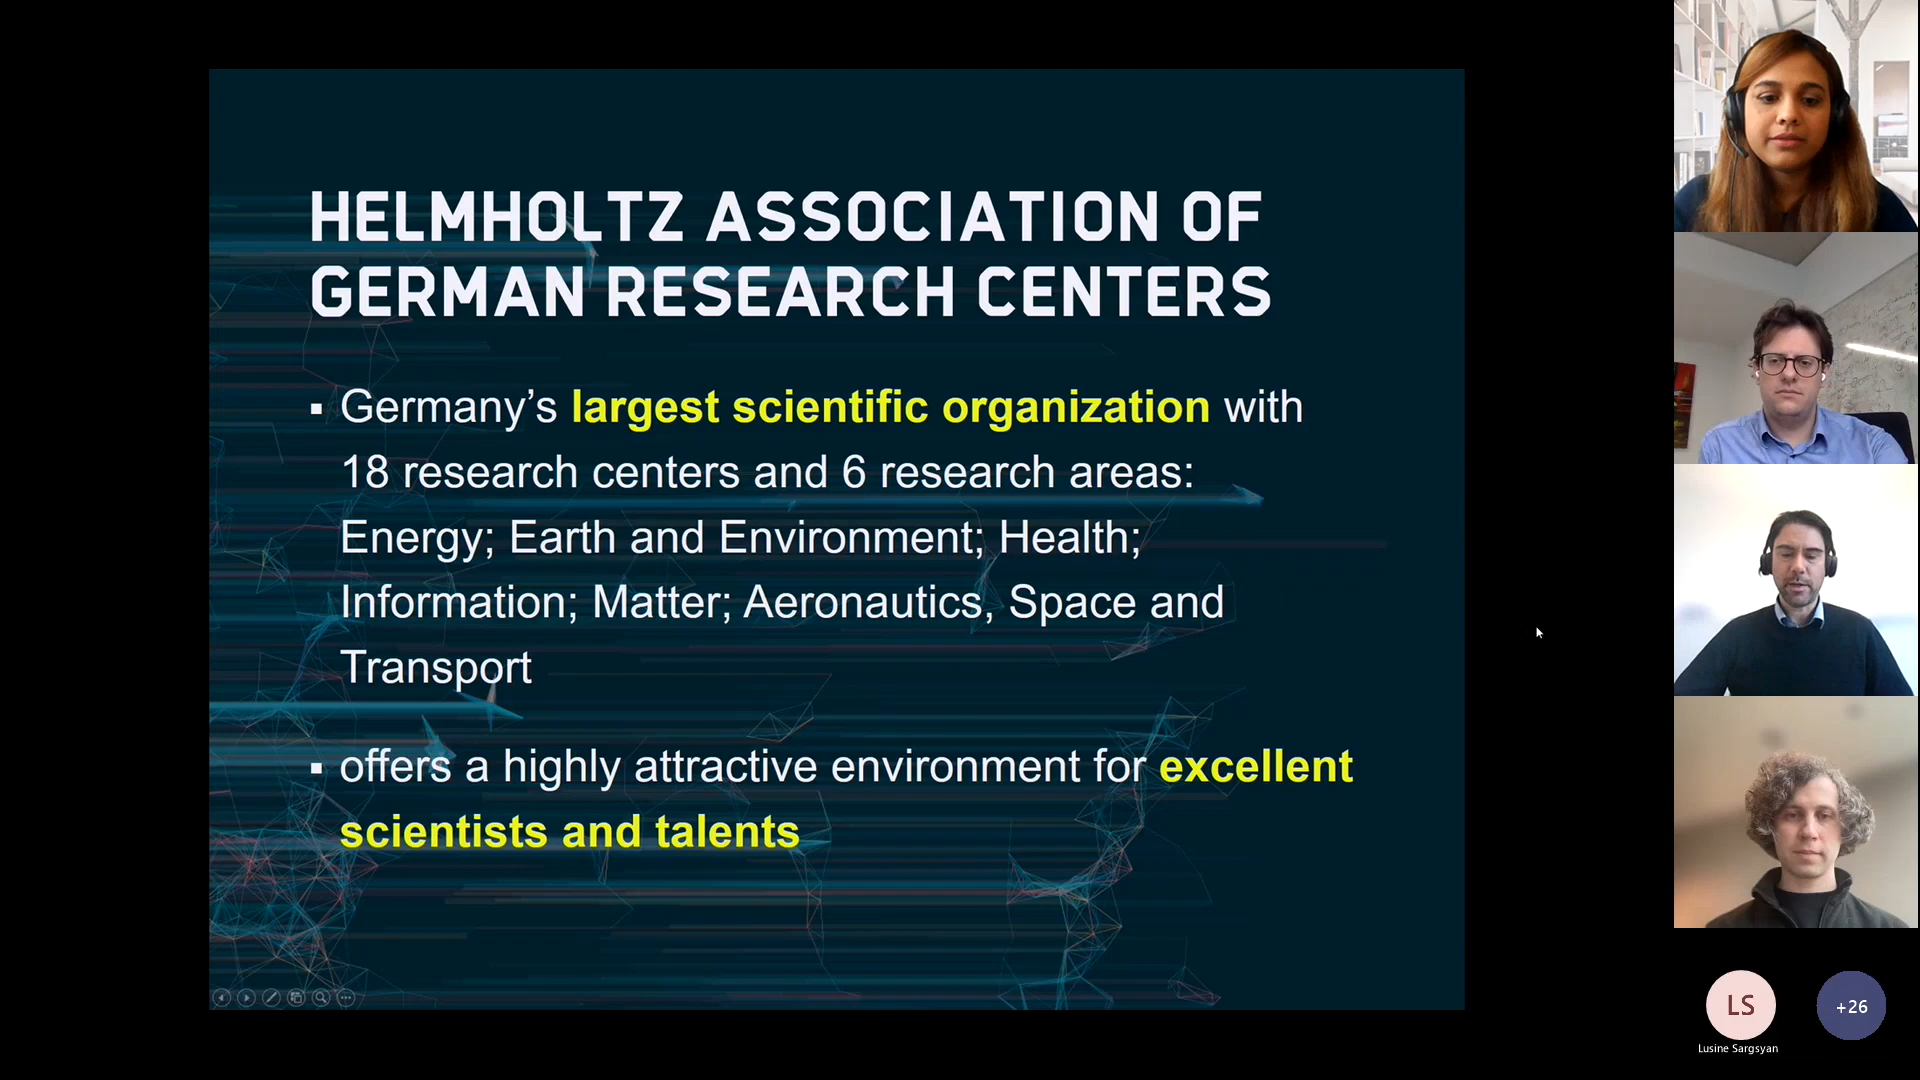 HELMHOLTZ ASSOCIATION OF
GERMAN RESEARCH CENTERS
▪ Germany’s largest scientific organization with
18 research centers and 6 research areas:
Energy; Earth and Environment; Health;
Information; Matter; Aeronautics, Space and
Transport
▪ offers a highly attractive environment for excellent
scientists and talents
LS
+26
Lusine Sargsyan